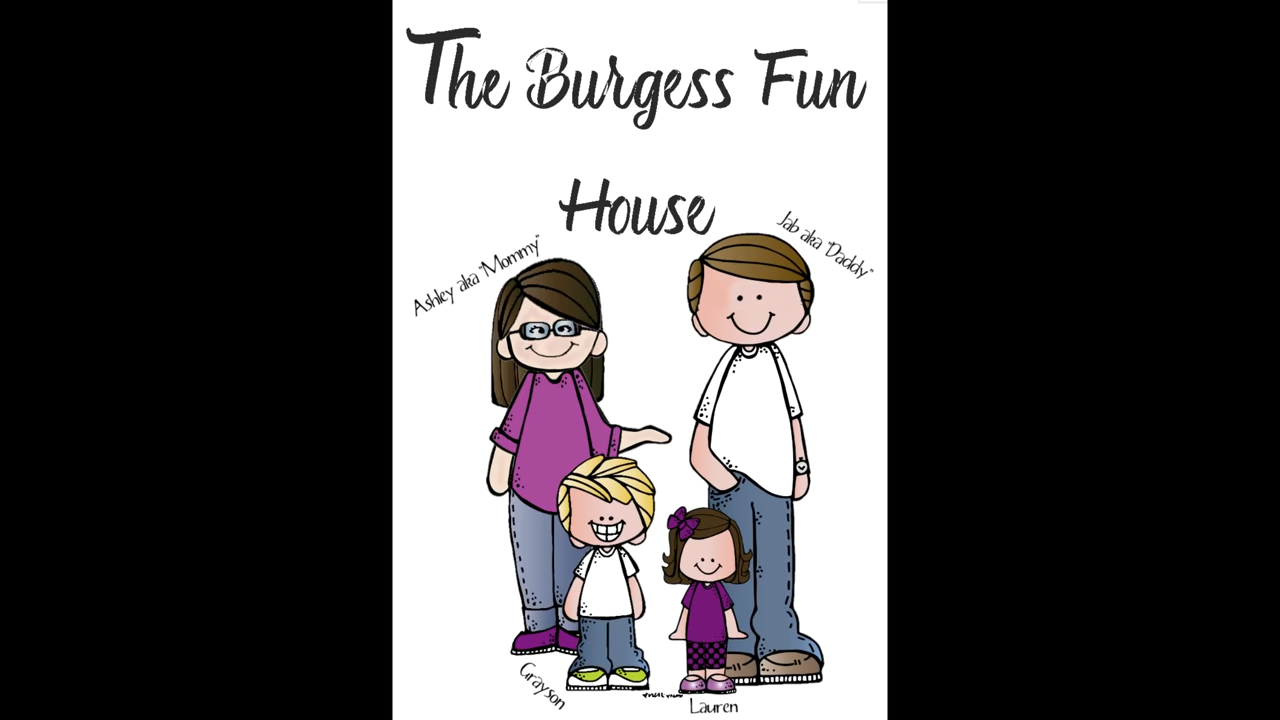 The Burgess Fun
House
Ashley aka "Mommy"
Jab aka "Daddy"
Grayson
Lauren